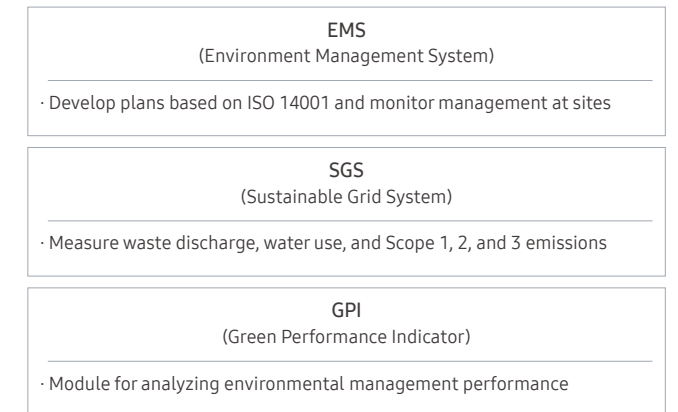 EMS
(Environment Management System)
· Develop plans based on ISO 14001 and monitor management at sites
SGS
(Sustainable Grid System)
· Measure waste discharge, water use, and Scope 1, 2, and 3 emissions
GPI
(Green Performance Indicator)
· Module for analyzing environmental management performance